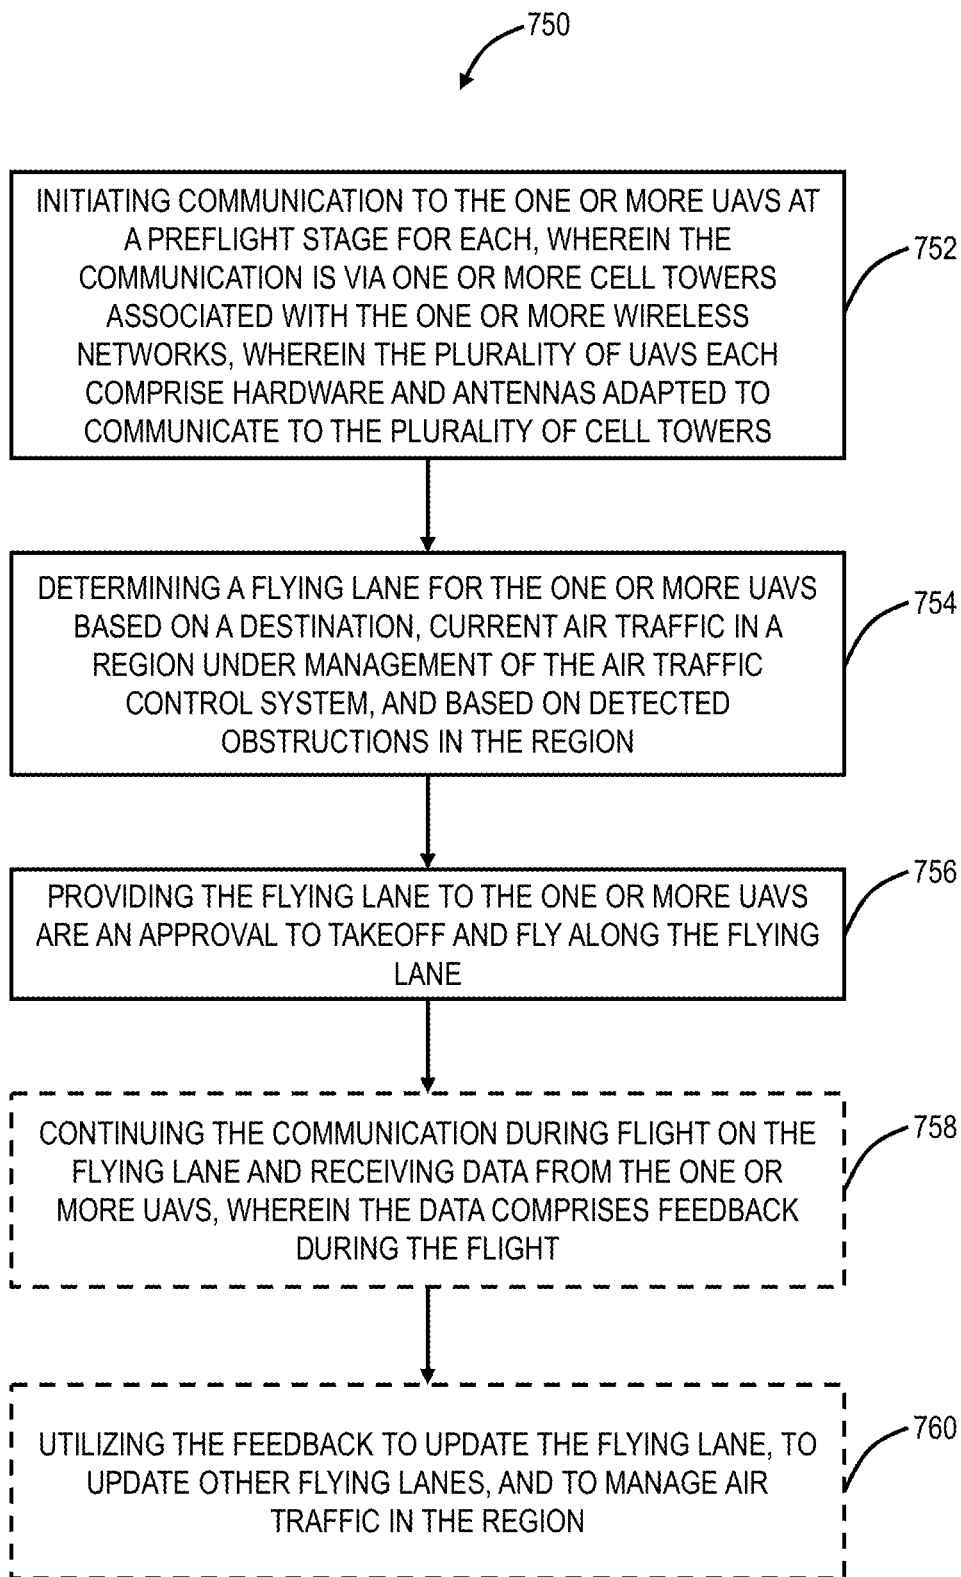 750
INITIATING COMMUNICATION TO THE ONE OR MORE UAVS AT
A PREFLIGHT STAGE FOR EACH, WHEREIN THE
COMMUNICATION IS VIA ONE OR MORE CELL TOWERS
ASSOCIATED WITH THE ONE OR MORE WIRELESS
NETWORKS, WHEREIN THE PLURALITY OF UAVS EACH
COMPRISE HARDWARE AND ANTENNAS ADAPTED TO
COMMUNICATE TO THE PLURALITY OF CELL TOWERS
752
DETERMINING A FLYING LANE FOR THE ONE OR MORE UAVS
BASED ON A DESTINATION, CURRENT AIR TRAFFIC IN A
REGION UNDER MANAGEMENT OF THE AIR TRAFFIC
CONTROL SYSTEM, AND BASED ON DETECTED
OBSTRUCTIONS IN THE REGION
754
PROVIDING THE FLYING LANE TO THE ONE OR MORE UAVS
ARE AN APPROVAL TO TAKEOFF AND FLY ALONG THE FLYING
LANE
756
CONTINUING THE COMMUNICATION DURING FLIGHT ON THE
FLYING LANE AND RECEIVING DATA FROM THE ONE OR
MORE UAVS, WHEREIN THE DATA COMPRISES FEEDBACK
DURING THE FLIGHT
758
UTILIZING THE FEEDBACK TO UPDATE THE FLYING LANE, TO
UPDATE OTHER FLYING LANES, AND TO MANAGE AIR
TRAFFIC IN THE REGION
760